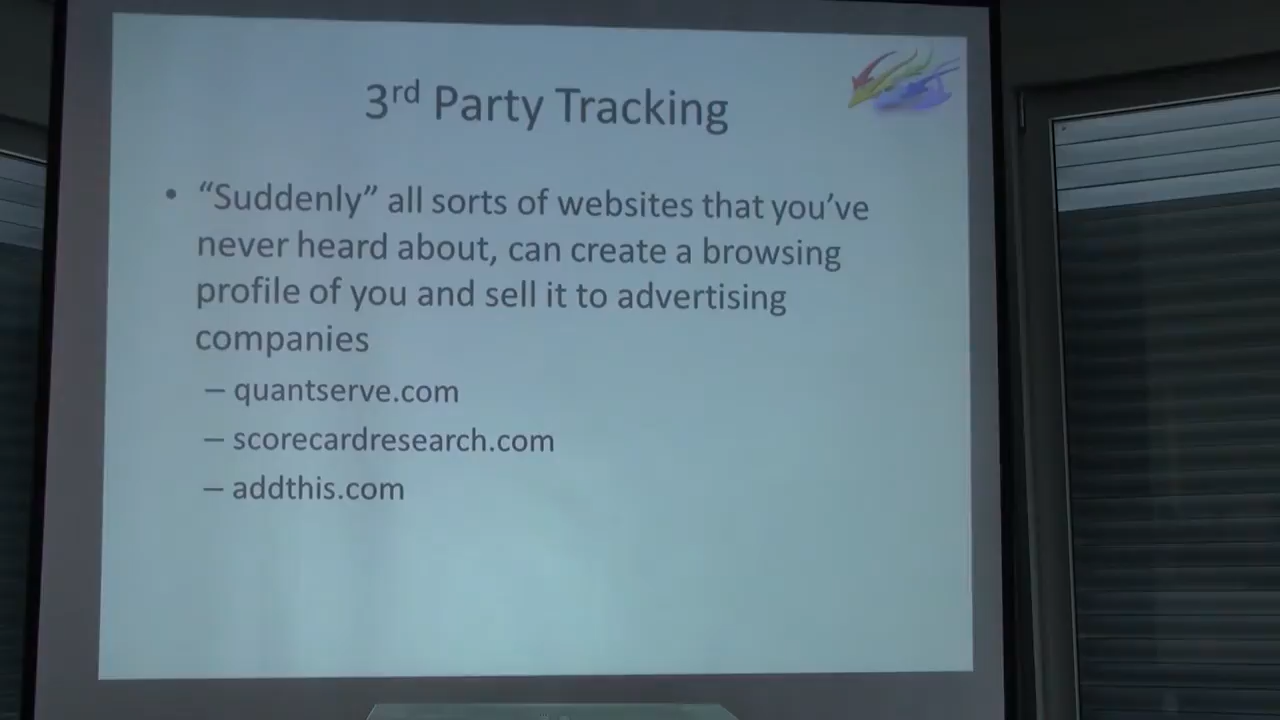 3rd Party Tracking
• “Suddenly” all sorts of websites that you’ve
never heard about, can create a browsing
profile of you and sell it to advertising
companies
– quantserve.com
– scorecardresearch.com
– addthis.com